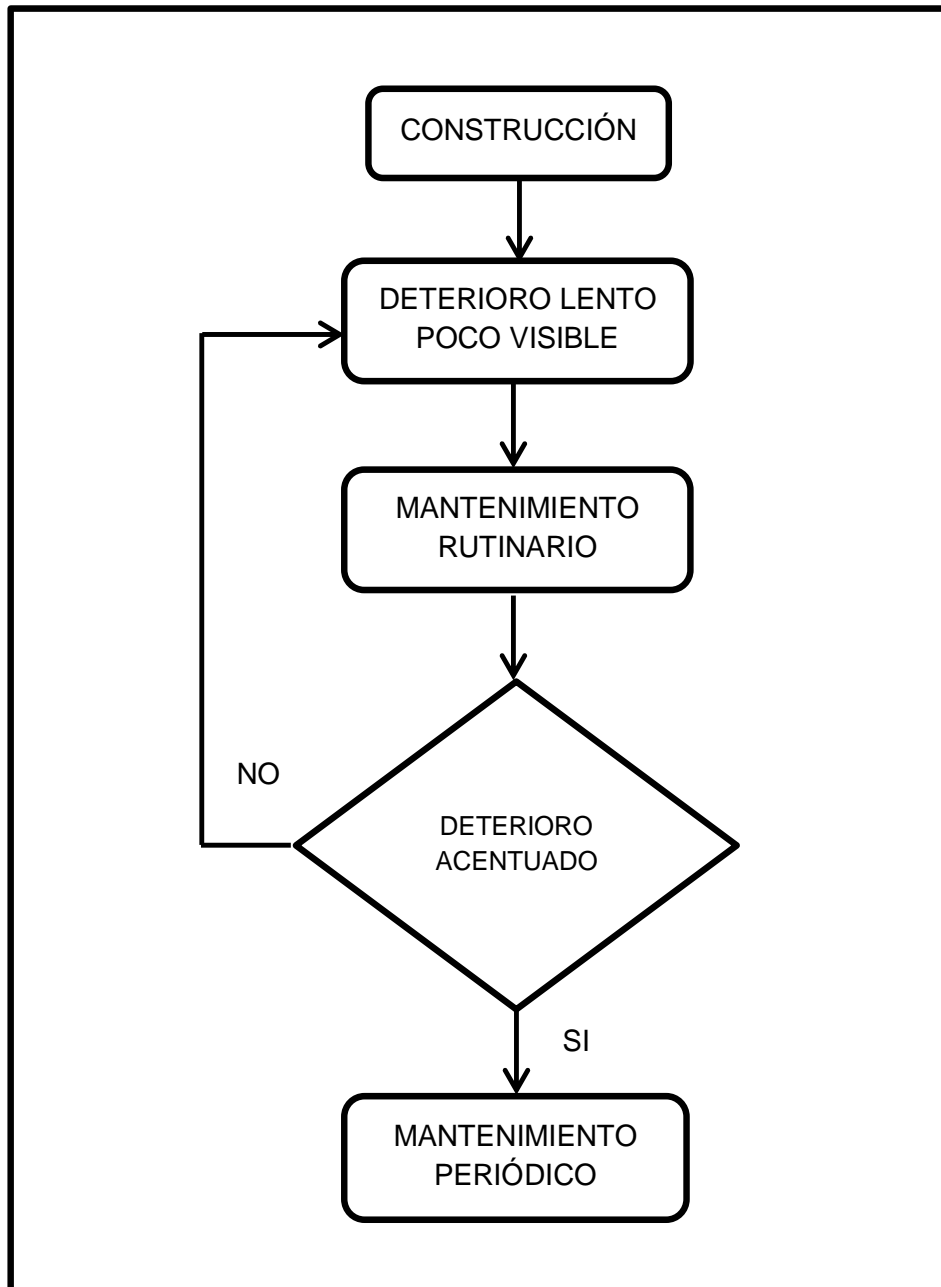 CONSTRUCCIÓN
DETERIORO LENTO
POCO VISIBLE
MANTENIMIENTO
RUTINARIO
NO
DETERIORO
ACENTUADO
SI
MANTENIMIENTO
PERIÓDICO